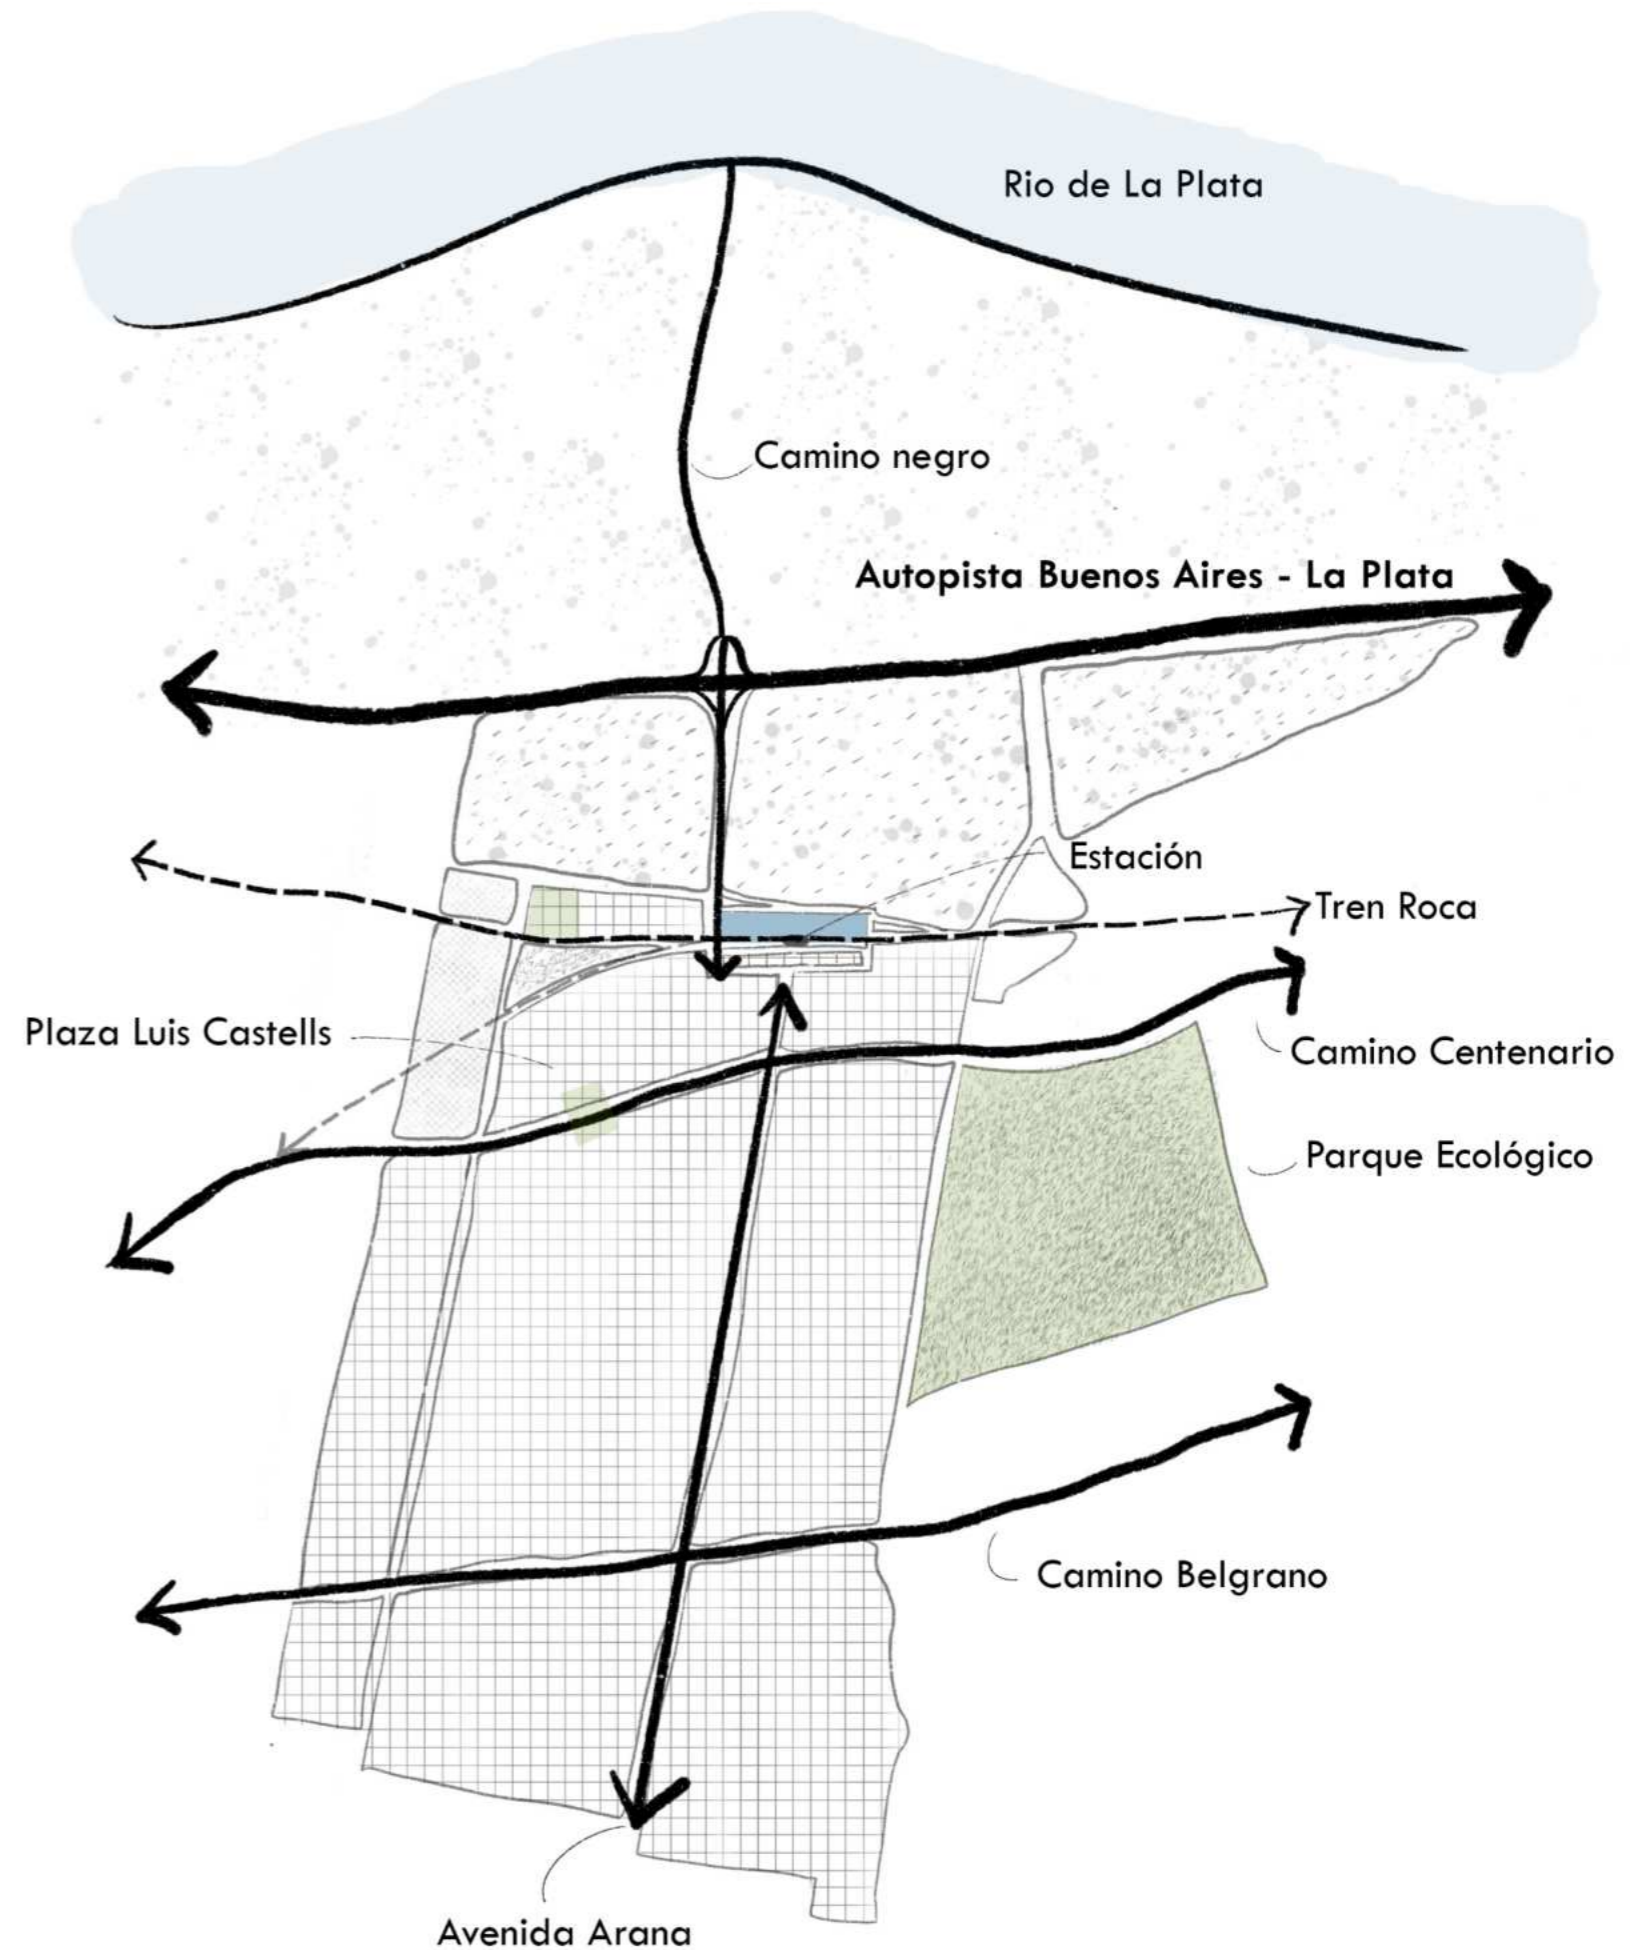 Rio de La Plata
Camino negro
Autopista Buenos Aires - La Plata
Estación
Tren Roca
Plaza Luis Castells
Camino Centenario
Parque Ecológico
Camino Belgrano
Avenida Arana